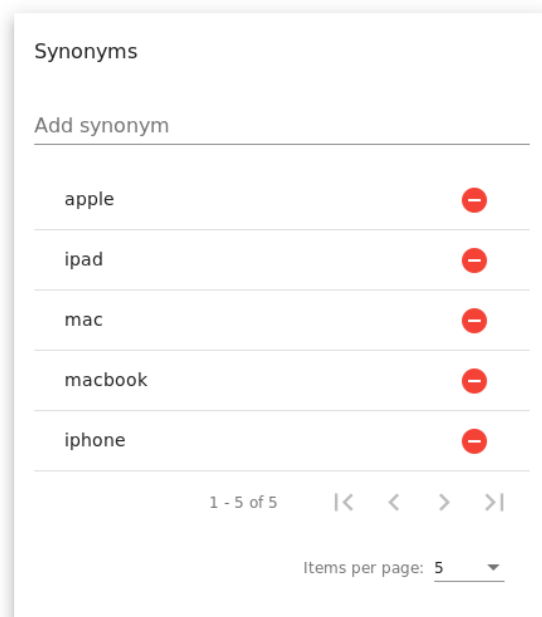 Synonyms
Add synonym
apple
ipad
mac
macbook
iphone
1 - 5 of 5
Items per page: 5